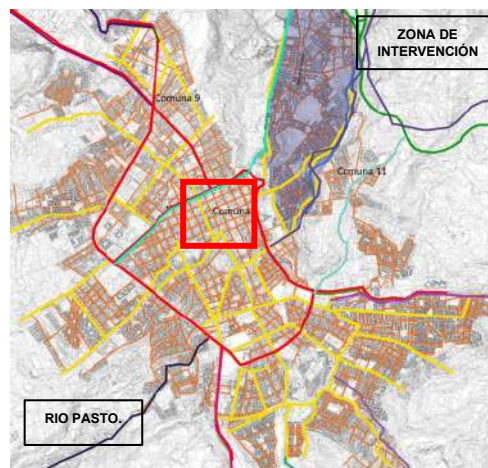 ZONA DE
INTERVENCIÓN
Comuna 9
Comuna 11
Comuna
RIO PASTO.